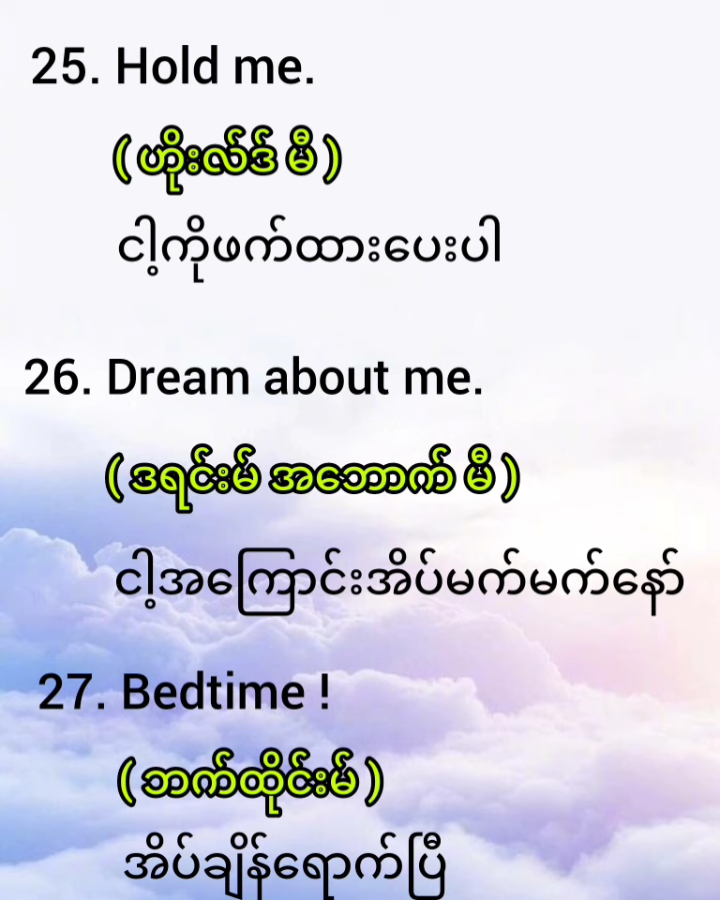 25. Hold me.
( ဟိုးလ်ဒ် မီ )
ငါ့ကိုဖက်ထားပေးပါ
26. Dream about me.
( ဒရင်းမ် အဘောက် မီ )
ငါ့အကြောင်းအိပ်မက်မက်နော်
27. Bedtime !
( ဘက်ထိုင်းမ် )
အိပ်ချိန်ရောက်ပြီ